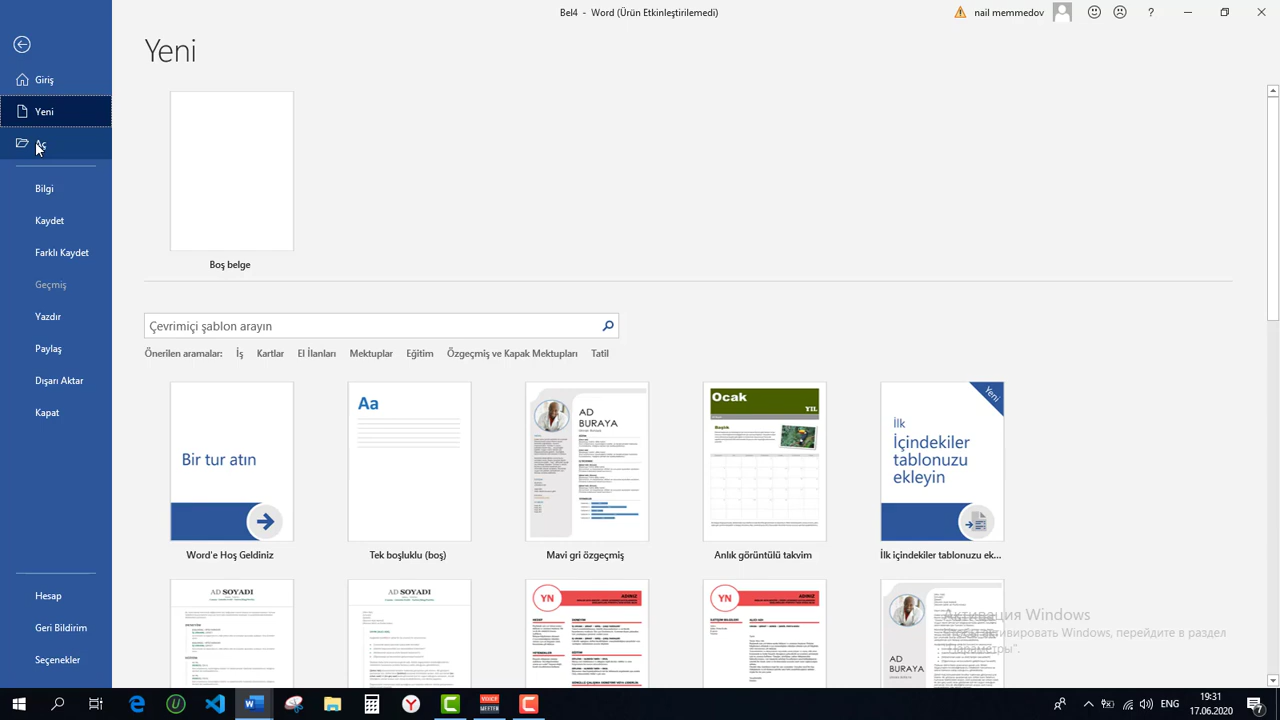 Bel4 - Word (Ürün Etkinleştirilemedi)
nail memmedov
Yeni
Giriş
Yeni
Aç
Bilgi
Kaydet
Farklı Kaydet
Geçmiş
Yazdır
Paylaş
Dışarı Aktar
Kapat
Hesap
Geri Bildirim
Seçenekler
Boş belge
Çevrimiçi şablon arayın
Önerilen aramalar: İş Kartlar El İlanları Mektuplar Eğitim Özgeçmiş ve Kapak Mektupları Tatil
Bir tur atın
Word'e Hoş Geldiniz
Aa
Tek boşluklu (boş)
AD
BURAYA
Mavi gri özgeçmiş
Ocak
YIL
Anlık görüntülü takvim
Yeni
İlk
İçindekiler
tablonuzu
ekleyin
İlk içindekiler tablonuzu ek...
AD SOYADI
AD SOYADI
YN
ADINIZ
YN
ADINIZ
BURAYA
Активация Windows
ENG
19:31
17.06.2020